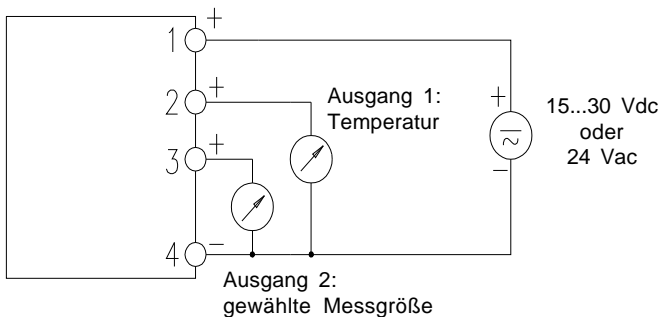 1 +
2 +
3 +
4 −
Ausgang 1:
Temperatur
Ausgang 2:
gewählte Messgröße
+
−
15...30 Vdc
oder
24 Vac